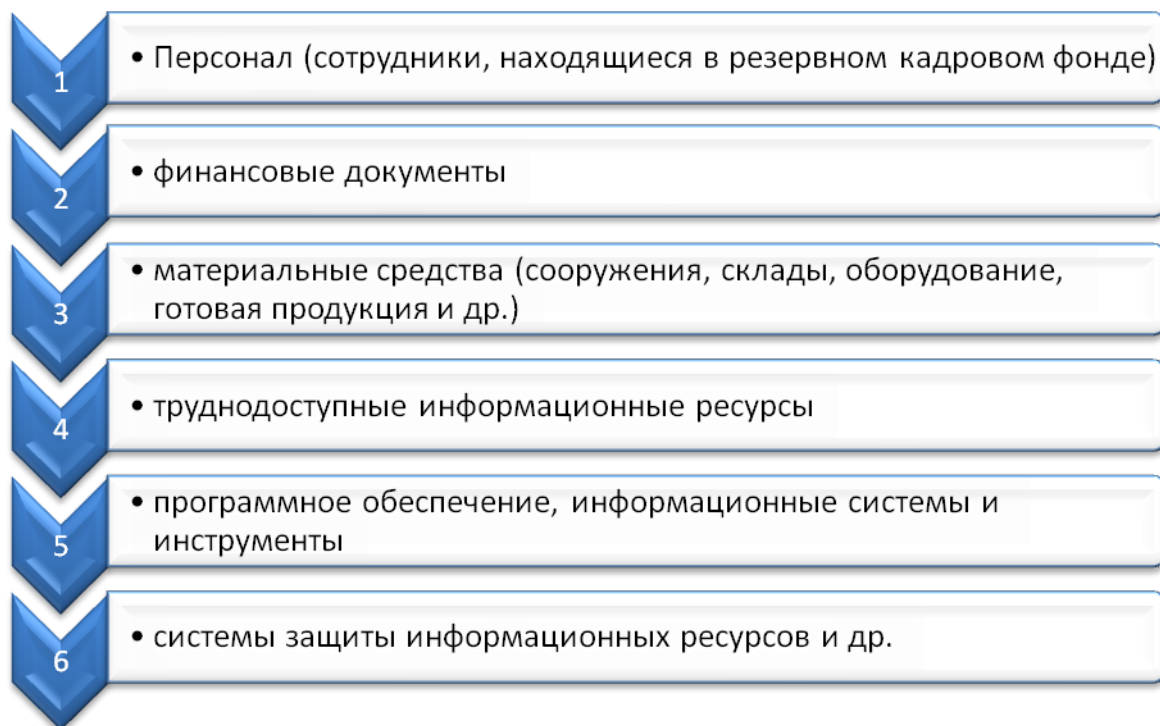 1
• Персонал (сотрудники, находящиеся в резервном кадровом фонде)
2
• финансовые документы
3
• материальные средства (сооружения, склады, оборудование,
готовая продукция и др.)
4
• труднодоступные информационные ресурсы
5
• программное обеспечение, информационные системы и
инструменты
6
• системы защиты информационных ресурсов и др.